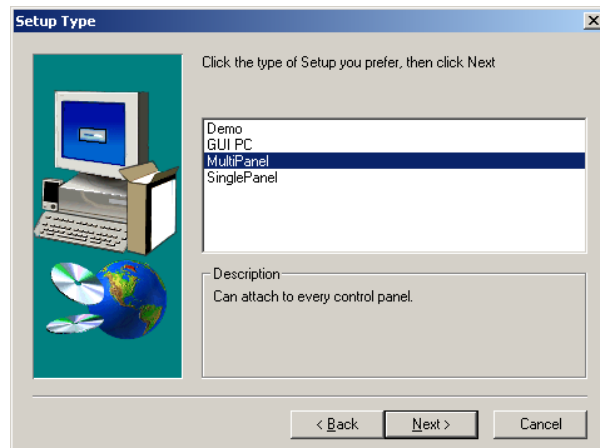 Setup Type
Click the type of Setup you prefer, then click Next
Demo
GUI PC
MultiPanel
SinglePanel
Description
Can attach to every control panel.
< Back
Next >
Cancel